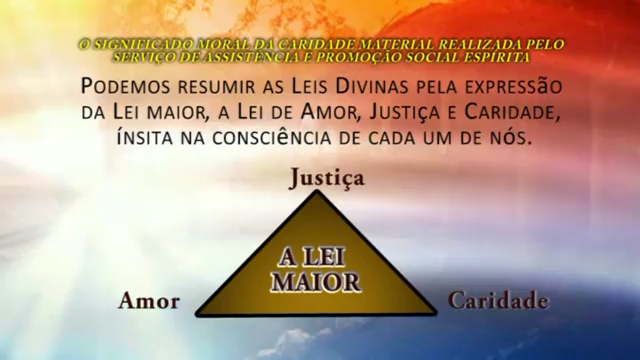 O SIGNIFICADO MORAL DA CARIDADE MATERIAL REALIZADA PELO
SERVIÇO DE ASSISTÊNCIA E PROMOÇÃO SOCIAL ESPÍRITA
PODEMOS RESUMIR AS LEIS DIVINAS PELA EXPRESSÃO
DA LEI MAIOR, A LEI DE AMOR, JUSTIÇA E CARIDADE,
ÍNSITA NA CONSCIÊNCIA DE CADA UM DE NÓS.
Justiça
A LEI
MAIOR
Amor
Caridade